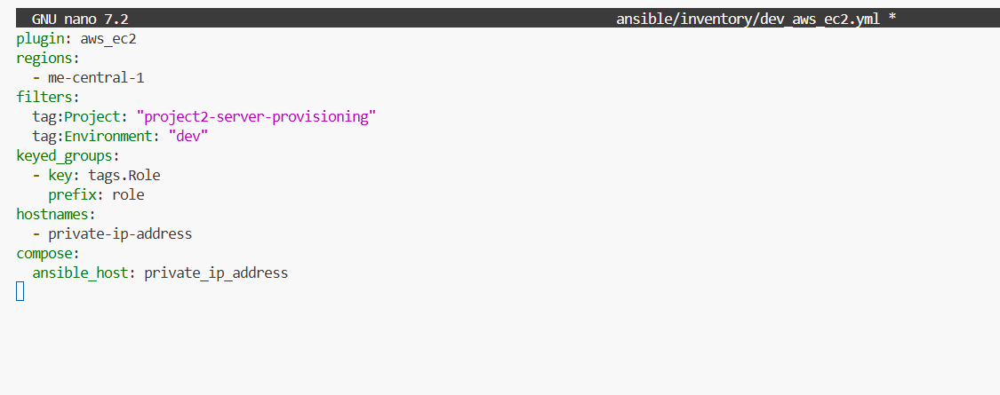 GNU nano 7.2 ansible/inventory/dev_aws_ec2.yml *
plugin: aws_ec2
regions:
  - me-central-1
filters:
  tag:Project: "project2-server-provisioning"
  tag:Environment: "dev"
keyed_groups:
  - key: tags.Role
    prefix: role
hostnames:
  - private-ip-address
compose:
  ansible_host: private_ip_address